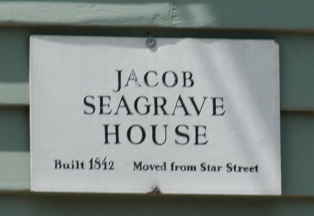 JACOB
SEAGRAVE
HOUSE
Built 1842 Moved from Star Street